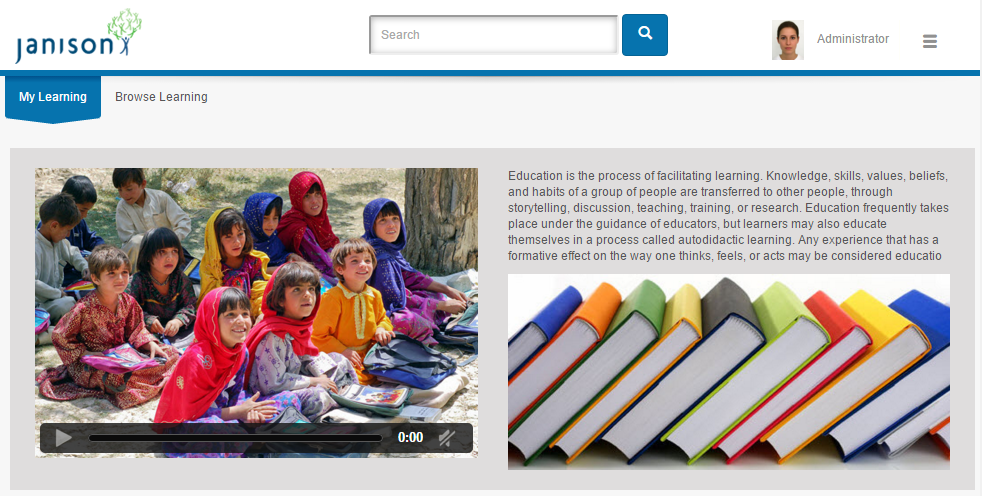 janison
Search
Administrator
My Learning
Browse Learning
Education is the process of facilitating learning. Knowledge, skills, values, beliefs,
and habits of a group of people are transferred to other people, through
storytelling, discussion, teaching, training, or research. Education frequently takes
place under the guidance of educators, but learners may also educate
themselves in a process called autodidactic learning. Any experience that has a
formative effect on the way one thinks, feels, or acts may be considered educatio
0:00